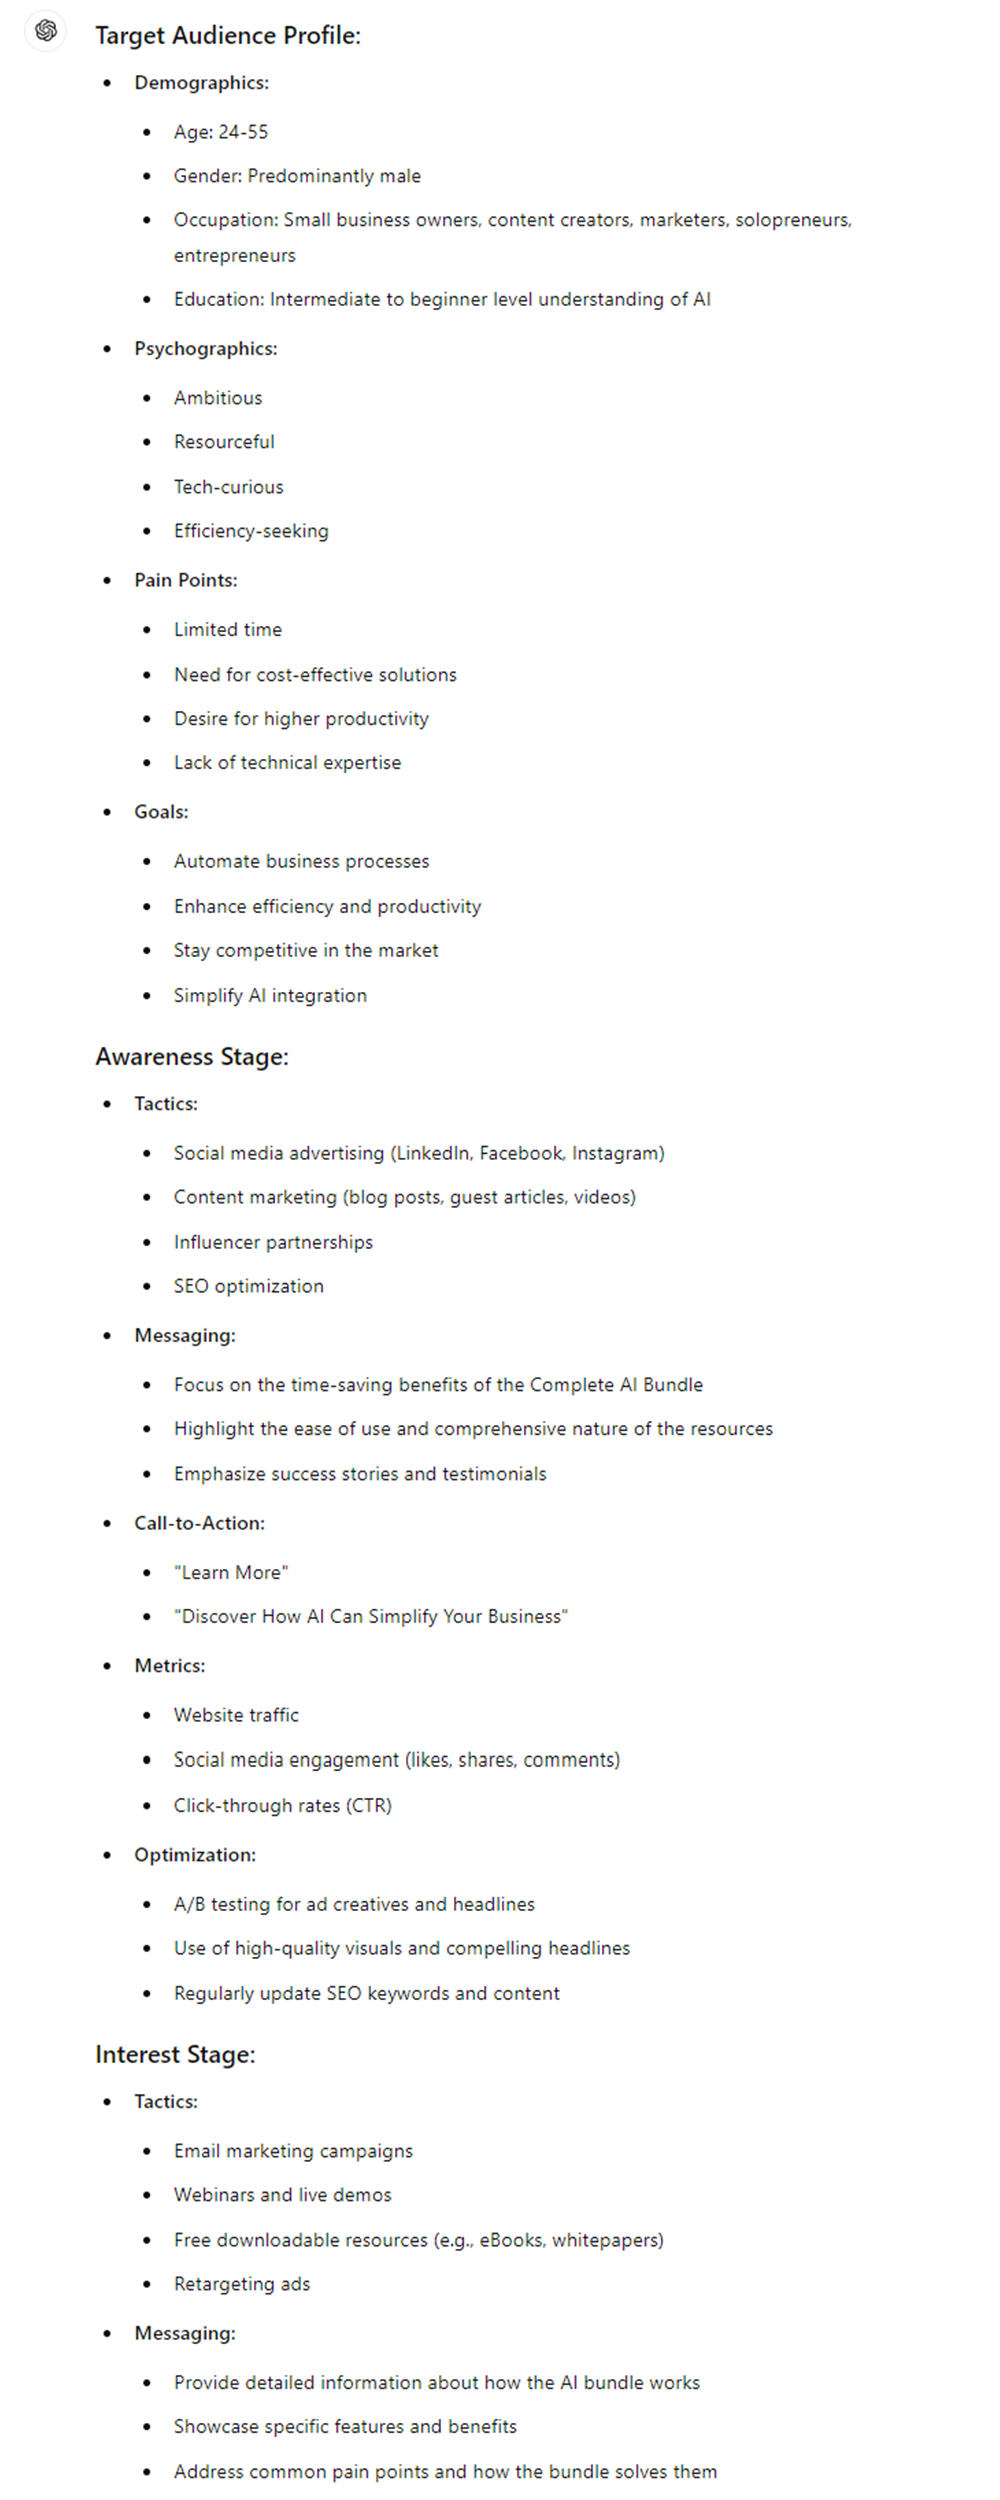 Target Audience Profile:
Demographics:
Age: 24-55
Gender: Predominantly male
Occupation: Small business owners, content creators, marketers, solopreneurs,
entrepreneurs
Education: Intermediate to beginner level understanding of AI
Psychographics:
Ambitious
Resourceful
Tech-curious
Efficiency-seeking
Pain Points:
Limited time
Need for cost-effective solutions
Desire for higher productivity
Lack of technical expertise
Goals:
Automate business processes
Enhance efficiency and productivity
Stay competitive in the market
Simplify AI integration
Awareness Stage:
Tactics:
Social media advertising (LinkedIn, Facebook, Instagram)
Content marketing (blog posts, guest articles, videos)
Influencer partnerships
SEO optimization
Messaging:
Focus on the time-saving benefits of the Complete AI Bundle
Highlight the ease of use and comprehensive nature of the resources
Emphasize success stories and testimonials
Call-to-Action:
"Learn More"
"Discover How AI Can Simplify Your Business"
Metrics:
Website traffic
Social media engagement (likes, shares, comments)
Click-through rates (CTR)
Optimization:
A/B testing for ad creatives and headlines
Use of high-quality visuals and compelling headlines
Regularly update SEO keywords and content
Interest Stage:
Tactics:
Email marketing campaigns
Webinars and live demos
Free downloadable resources (e.g., eBooks, whitepapers)
Retargeting ads
Messaging:
Provide detailed information about how the AI bundle works
Showcase specific features and benefits
Address common pain points and how the bundle solves them